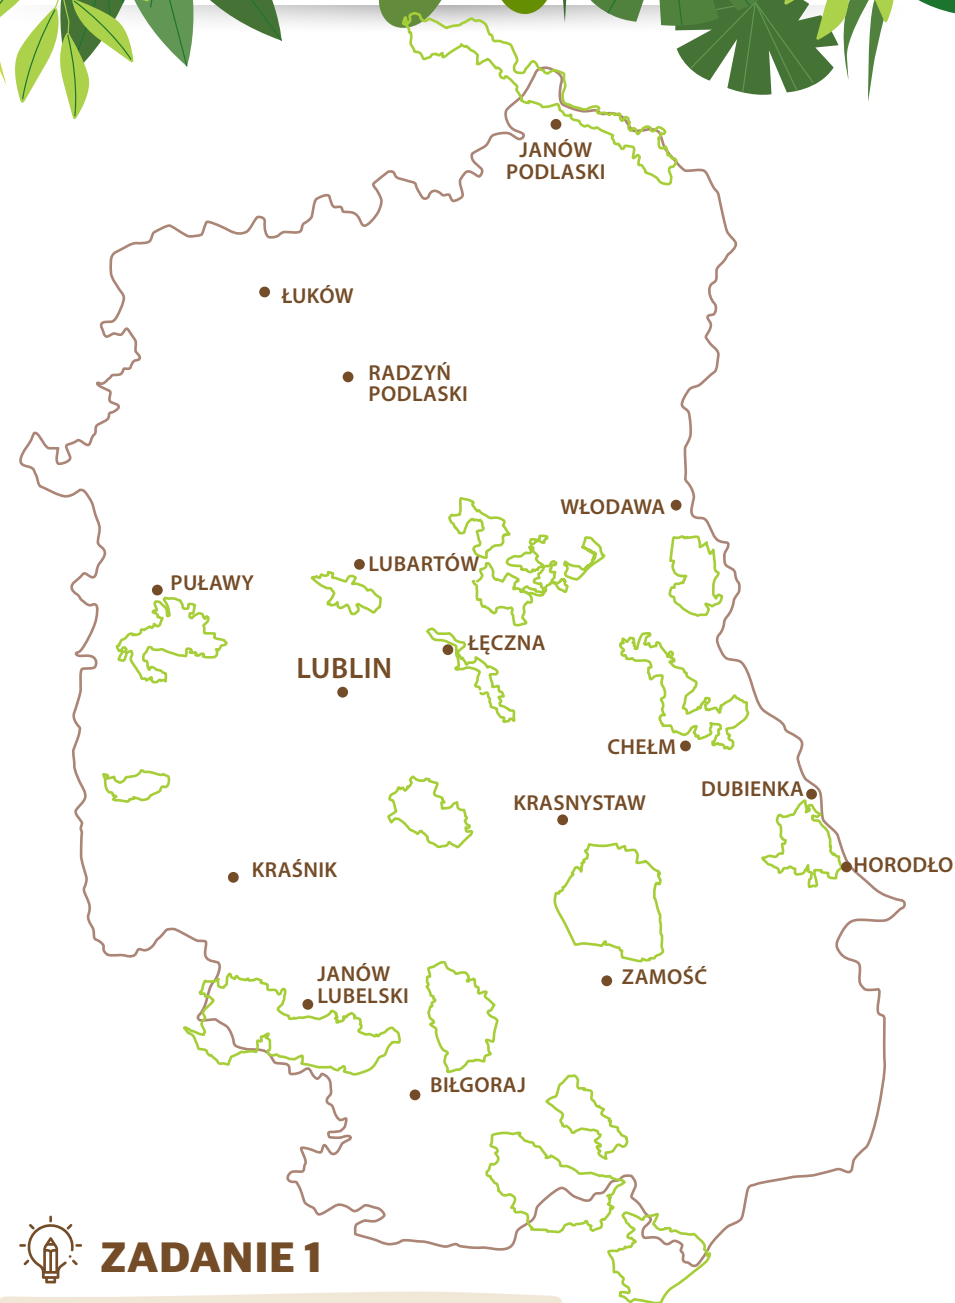 JANÓW
PODLASKI
ŁUKÓW
RADZYŃ
PODLASKI
WŁODAWA
LUBARTÓW
PUŁAWY
ŁĘCZNA
LUBLIN
CHEŁM
DUBIENKA
KRASNYSTAW
HORODŁO
KRAŚNIK
JANÓW
LUBELSKI
ZAMOŚĆ
BIŁGORAJ
ZADANIE 1